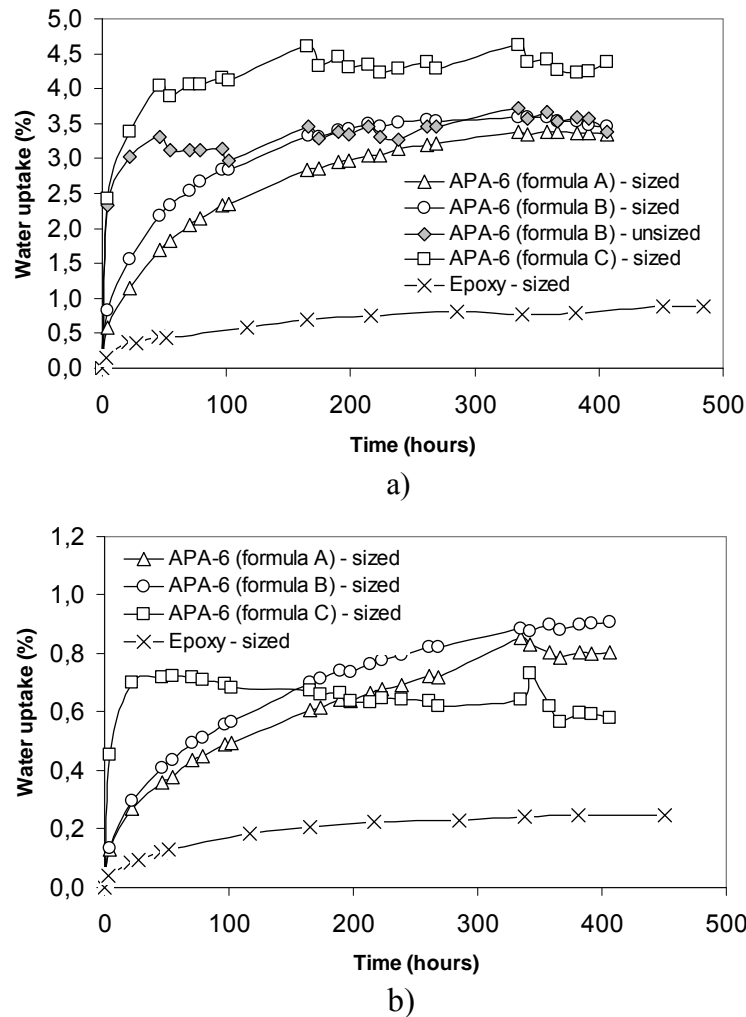 5,0
4,5
4,0
3,5
3,0
2,5
2,0
1,5
1,0
0,5
0,0
Water uptake (%)
APA-6 (formula A) - sized
APA-6 (formula B) - sized
APA-6 (formula B) - unsized
APA-6 (formula C) - sized
Epoxy - sized
0 100 200 300 400 500
Time (hours)
a)
1,2
1,0
0,8
0,6
0,4
0,2
0,0
Water uptake (%)
APA-6 (formula A) - sized
APA-6 (formula B) - sized
APA-6 (formula C) - sized
Epoxy - sized
0 100 200 300 400 500
Time (hours)
b)